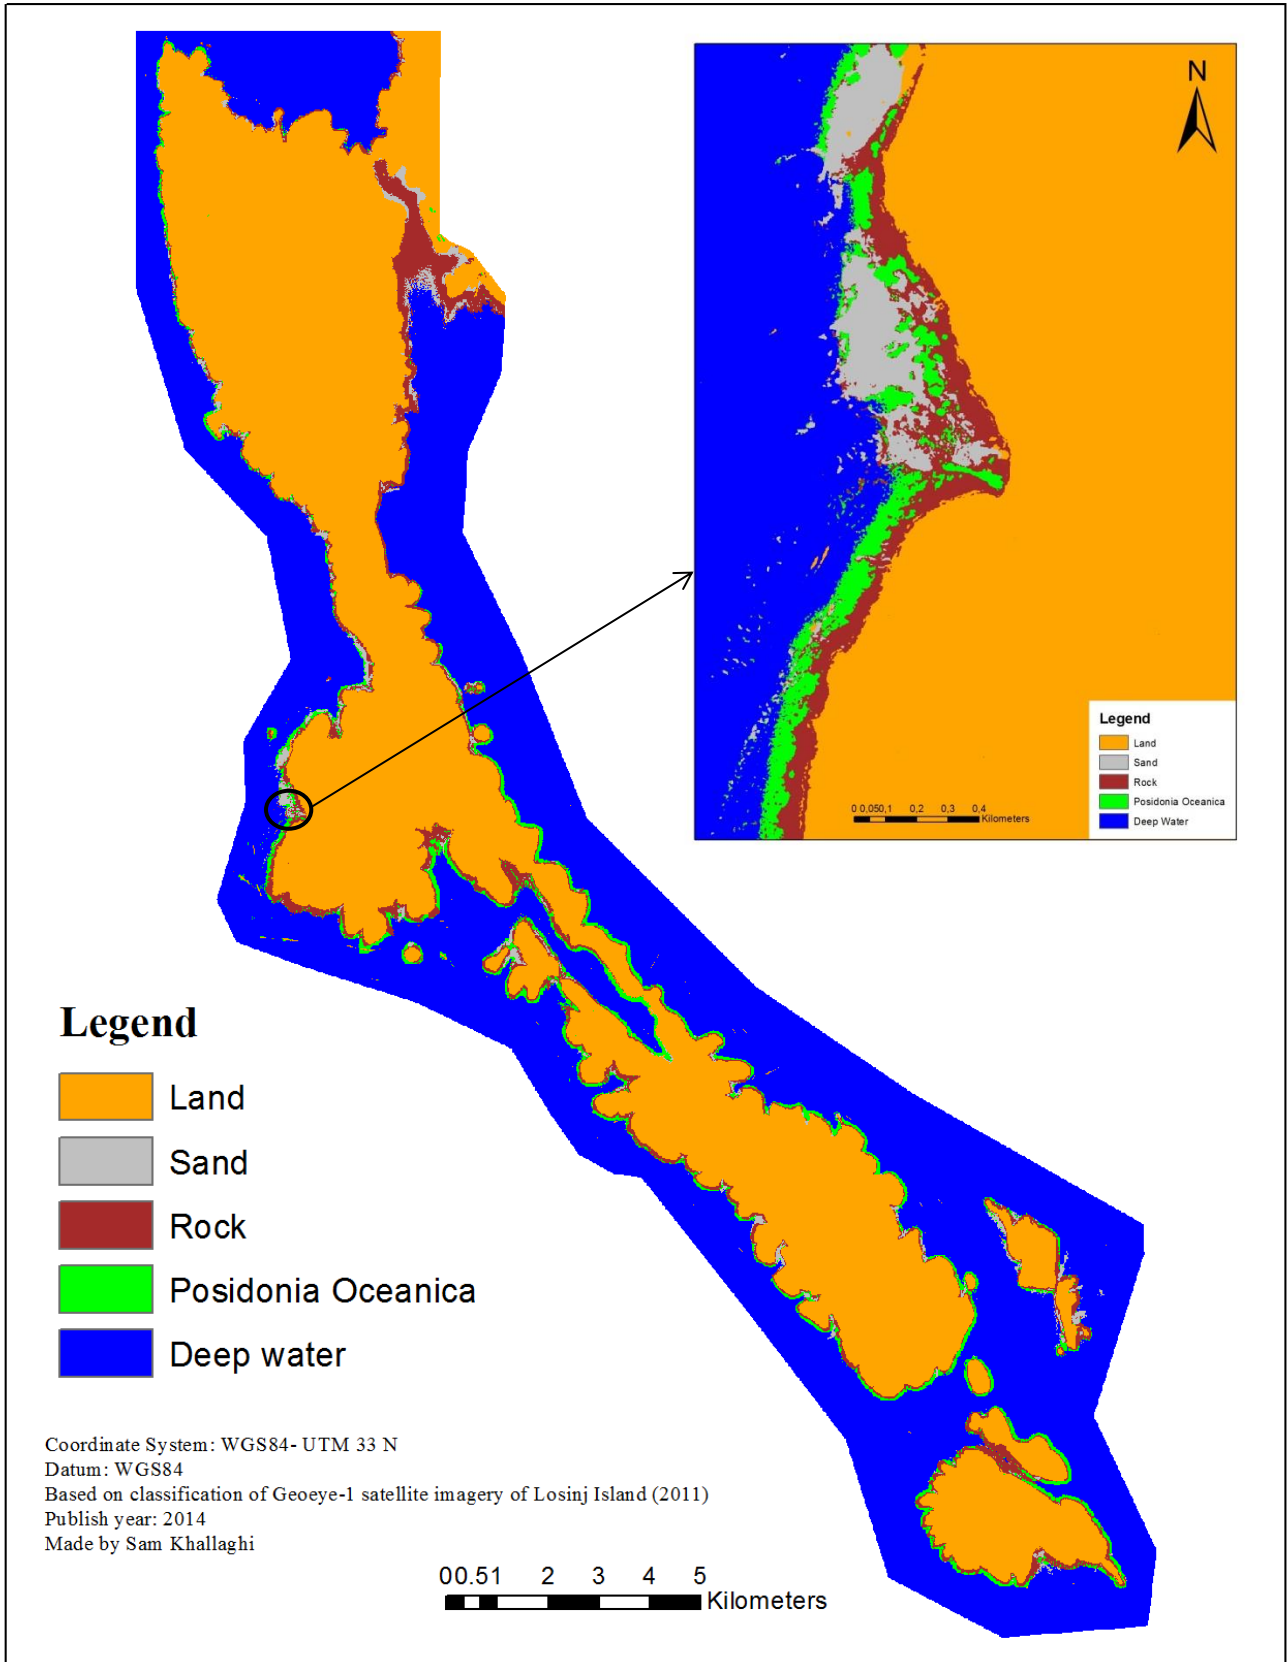 N
Legend
Land
Sand
Rock
Posidonia Oceanica
Deep Water
0 0,050,1 0,2 0,3 0,4
Kilometers
Legend
Land
Sand
Rock
Posidonia Oceanica
Deep water
Coordinate System: WGS84- UTM 33 N
Datum: WGS84
Based on classification of Geoeye-1 satellite imagery of Losinj Island (2011)
Publish year: 2014
Made by Sam Khallaghi
00.51 2 3 4 5
Kilometers